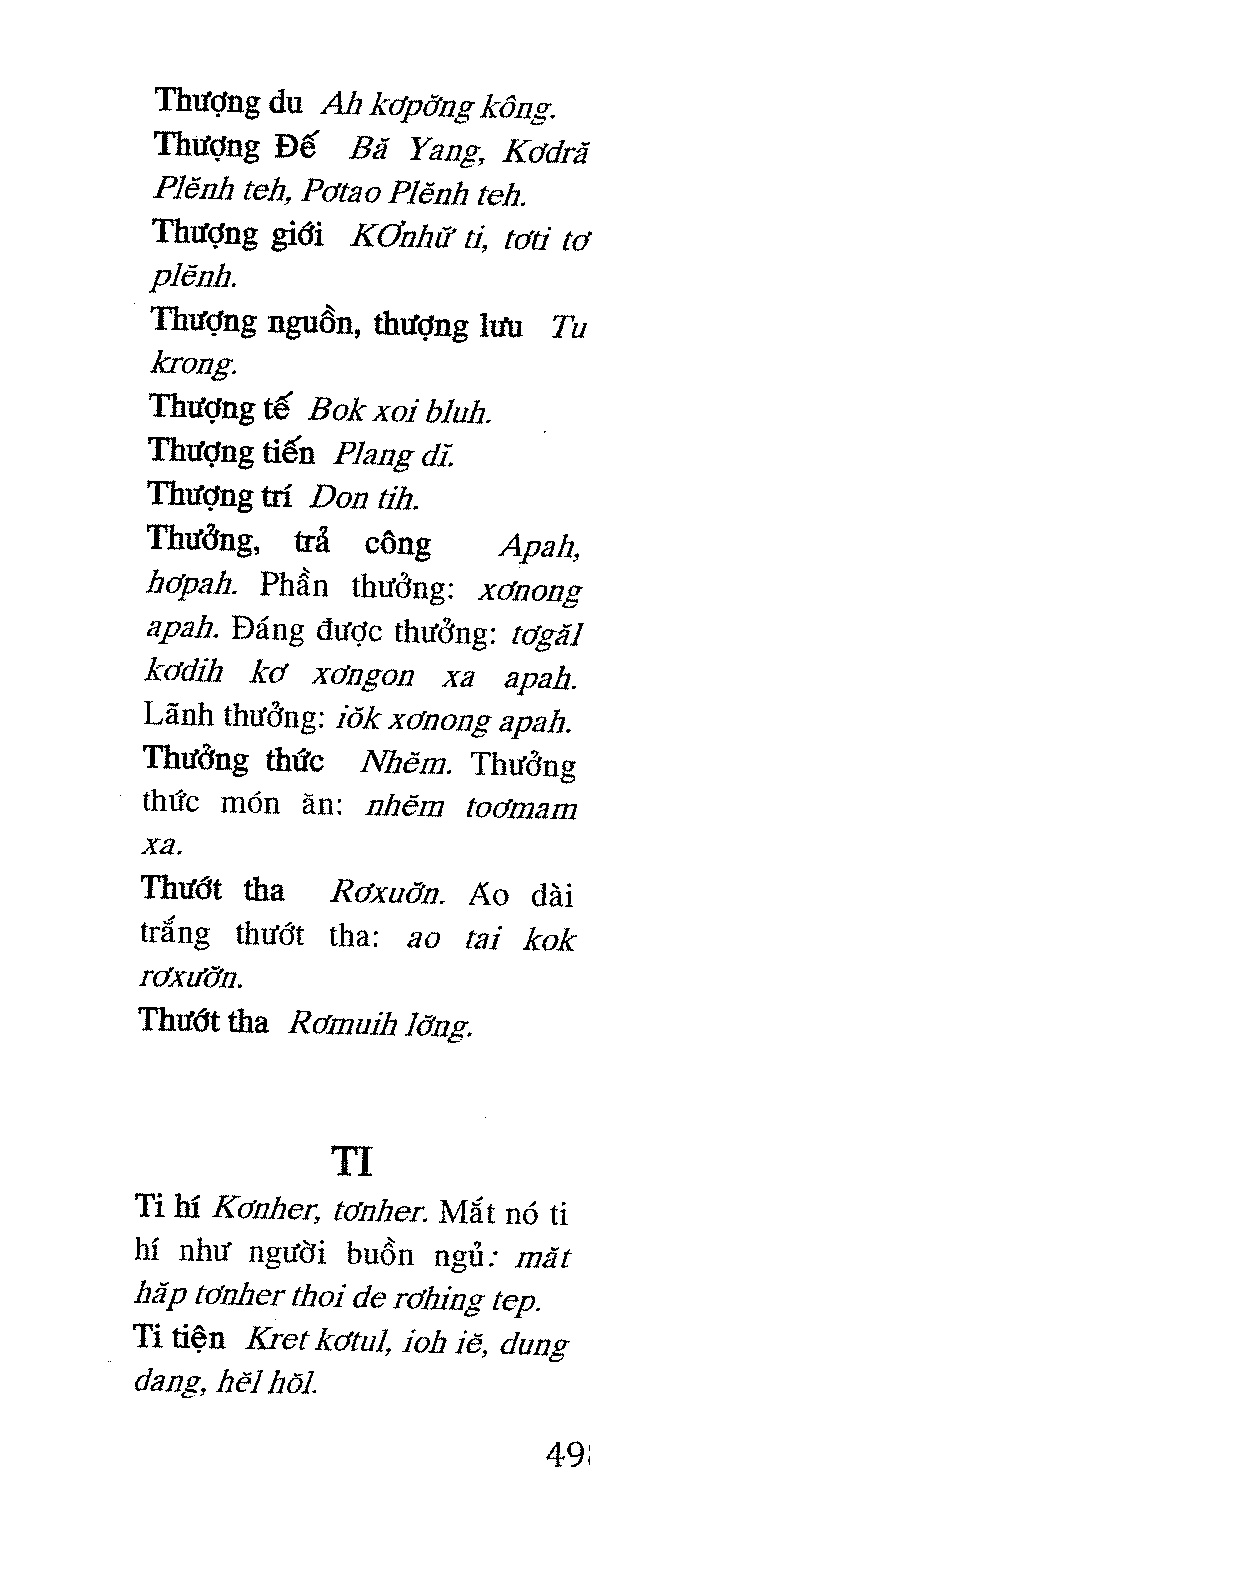 Thượng du Ah kơpơ̆ng kông.
Thượng Đế Bă Yang, Kơdră
Plĕnh teh, Pơtao Plĕnh teh.
Thượng giới KƠnhữ ti, tơti tơ
plĕnh.
Thượng nguồn, thượng lưu Tu
krong.
Thượng tế Bok xoi bluh.
Thượng tiến Plang dĭ.
Thượng trí Don tih.
Thưởng, trả công Apah,
hơpah. Phần thưởng: xơnong
apah. Đáng được thưởng: tơgăl
kơdih kơ xơngon xa apah.
Lãnh thưởng: iŏk xơnong apah.
Thưởng thức Nhĕm. Thưởng
thức món ăn: nhĕm toơmam
xa.
Thướt tha Rơxuơ̆n. Áo dài
trắng thướt tha: ao tai kok
rơxươ̆n.
Thướt tha Rơmuih lơ̆ng.
TI
Ti hí Kơnher, tơnher. Mắt nó ti
hí như người buồn ngủ: măt
hăp tơnher thoi de rơhing tep.
Ti tiện Kret kơtul, ioh iĕ, dung
dang, hĕl hŏl.
49